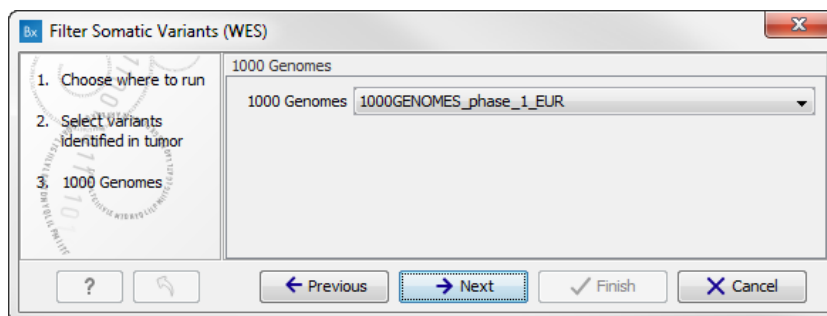 Bx Filter Somatic Variants (WES)
1. Choose where to run
2. Select variants identified in tumor
3. 1000 Genomes
1000 Genomes
1000 Genomes 1000GENOMES_phase_1_EUR
? Previous Next Finish Cancel